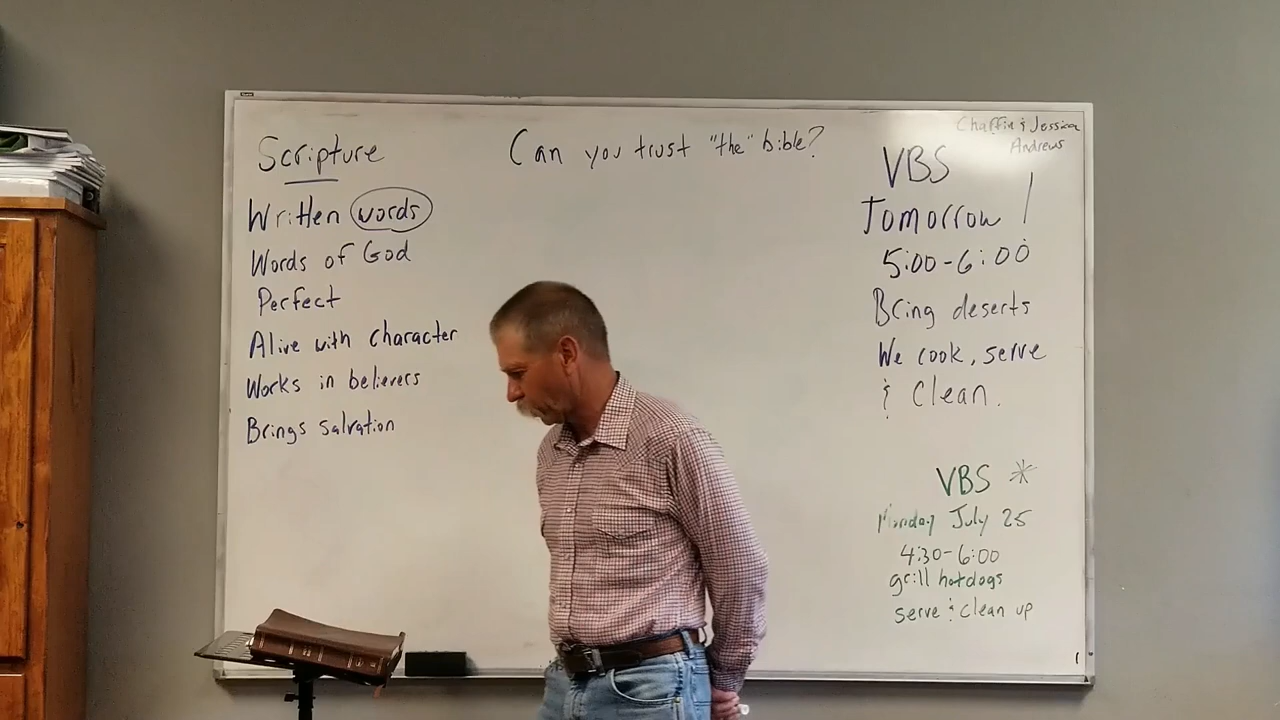 Scripture
Written words
Words of God
Perfect
Alive with character
Works in believers
Brings salvation
Can you trust "the" bible?
Chaffin & Jessica
Andrews
VBS
Tomorrow!
5:00-6:00
Bring deserts
We cook, serve
& Clean.
VBS *
Monday July 25
4:30-6:00
grill hotdogs
serve & clean up